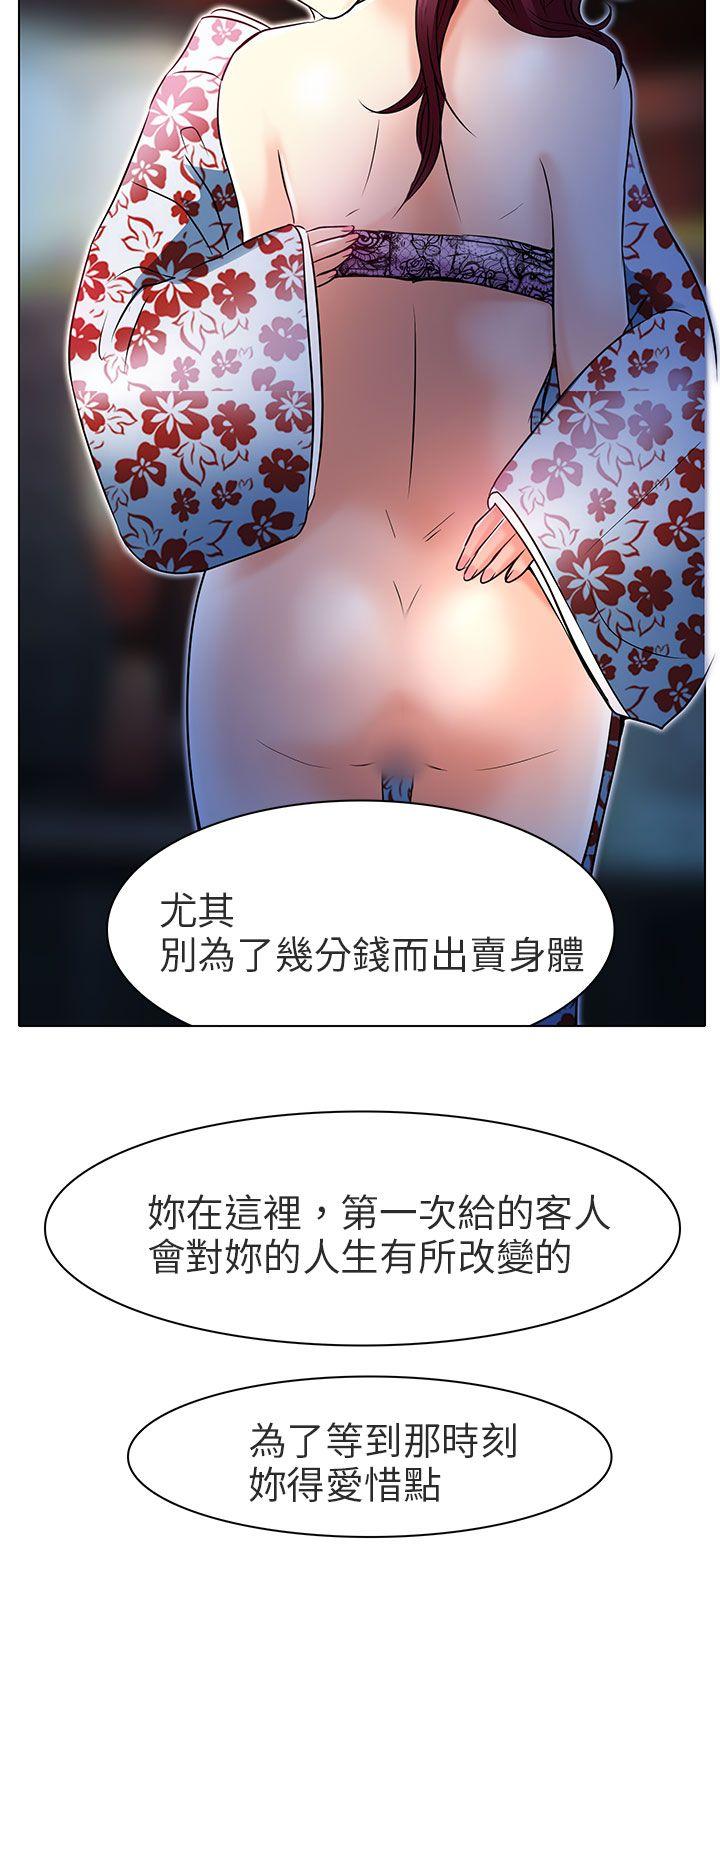 尤其
別為了幾分錢而出賣身體
妳在這裡，第一次給的客人
會對妳的人生有所改變的
為了等到那時刻
妳得愛惜點